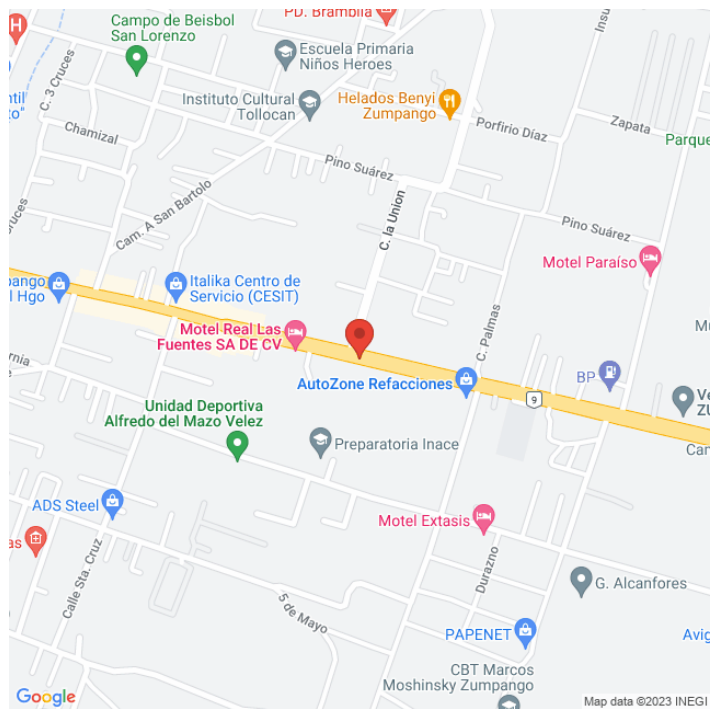 PD. Brambila
Campo de Beisbol
San Lorenzo
Escuela Primaria
Niños Heroes
C. 3 Cruces
Instituto Cultural
Tollocan
Helados Benyi
Zumpango
Chamizal
Porfirio Díaz
Zapata
Parque
Pino Suárez
Cam. A San Bartolo
C. la Union
Pino Suárez
Motel Paraíso
Italika Centro de
Servicio (CESIT)
Motel Real Las
Fuentes SA DE CV
C. Palmas
AutoZone Refacciones
BP
9
Unidad Deportiva
Alfredo del Mazo Velez
Preparatoria Inace
ADS Steel
Motel Extasis
Calle Sta. Cruz
Durazno
G. Alcanfores
5 de Mayo
PAPENET
CBT Marcos
Moshinsky Zumpango
Google
Map data ©2023 INEGI